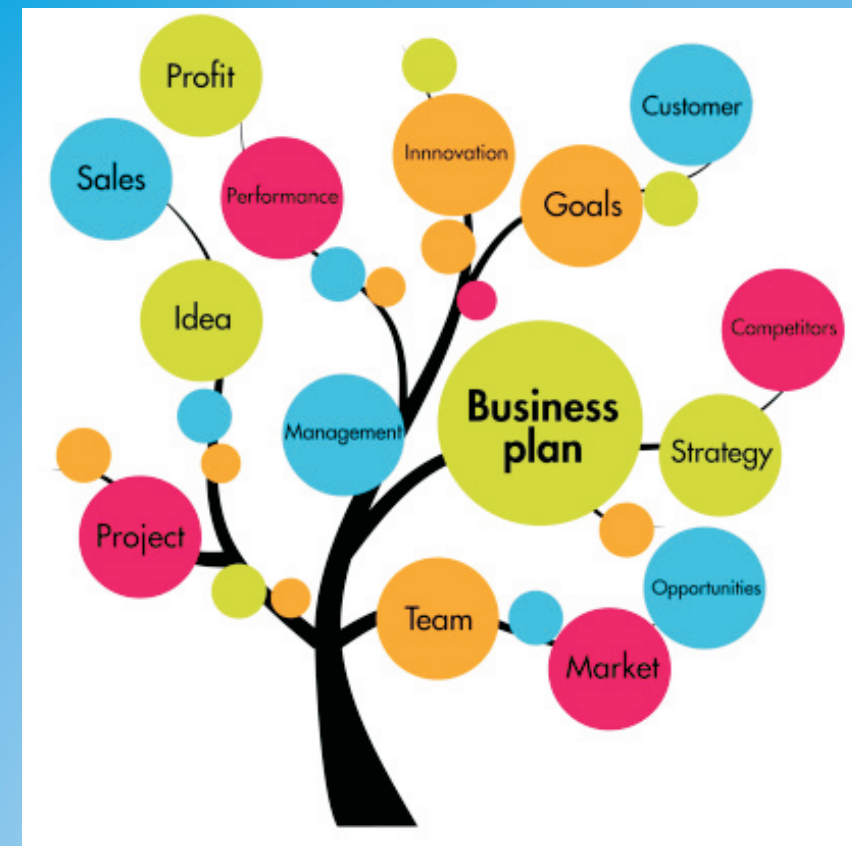 Profit
Customer
Innnovation
Sales
Performance
Goals
Idea
Competitors
Business
plan
Management
Strategy
Project
Opportunities
Team
Market